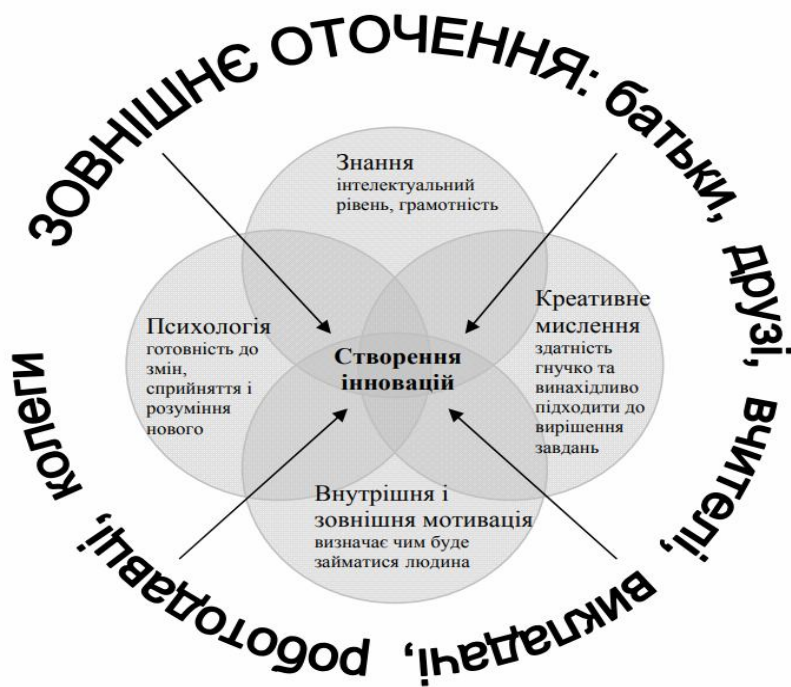 ЗОВНІШНЄ ОТОЧЕННЯ: батьки, друзі, вчителі, викладачі, роботодавці, колеги
Знання
інтелектуальний
рівень, грамотність
Психологія
готовність до
змін,
сприйняття і
розуміння
нового
Створення
інновацій
Креативне
мислення
здатність
гнучко та
винахідливо
підходити до
вирішення
завдань
Внутрішня і
зовнішня мотивація
визначає чим буде
займатися людина